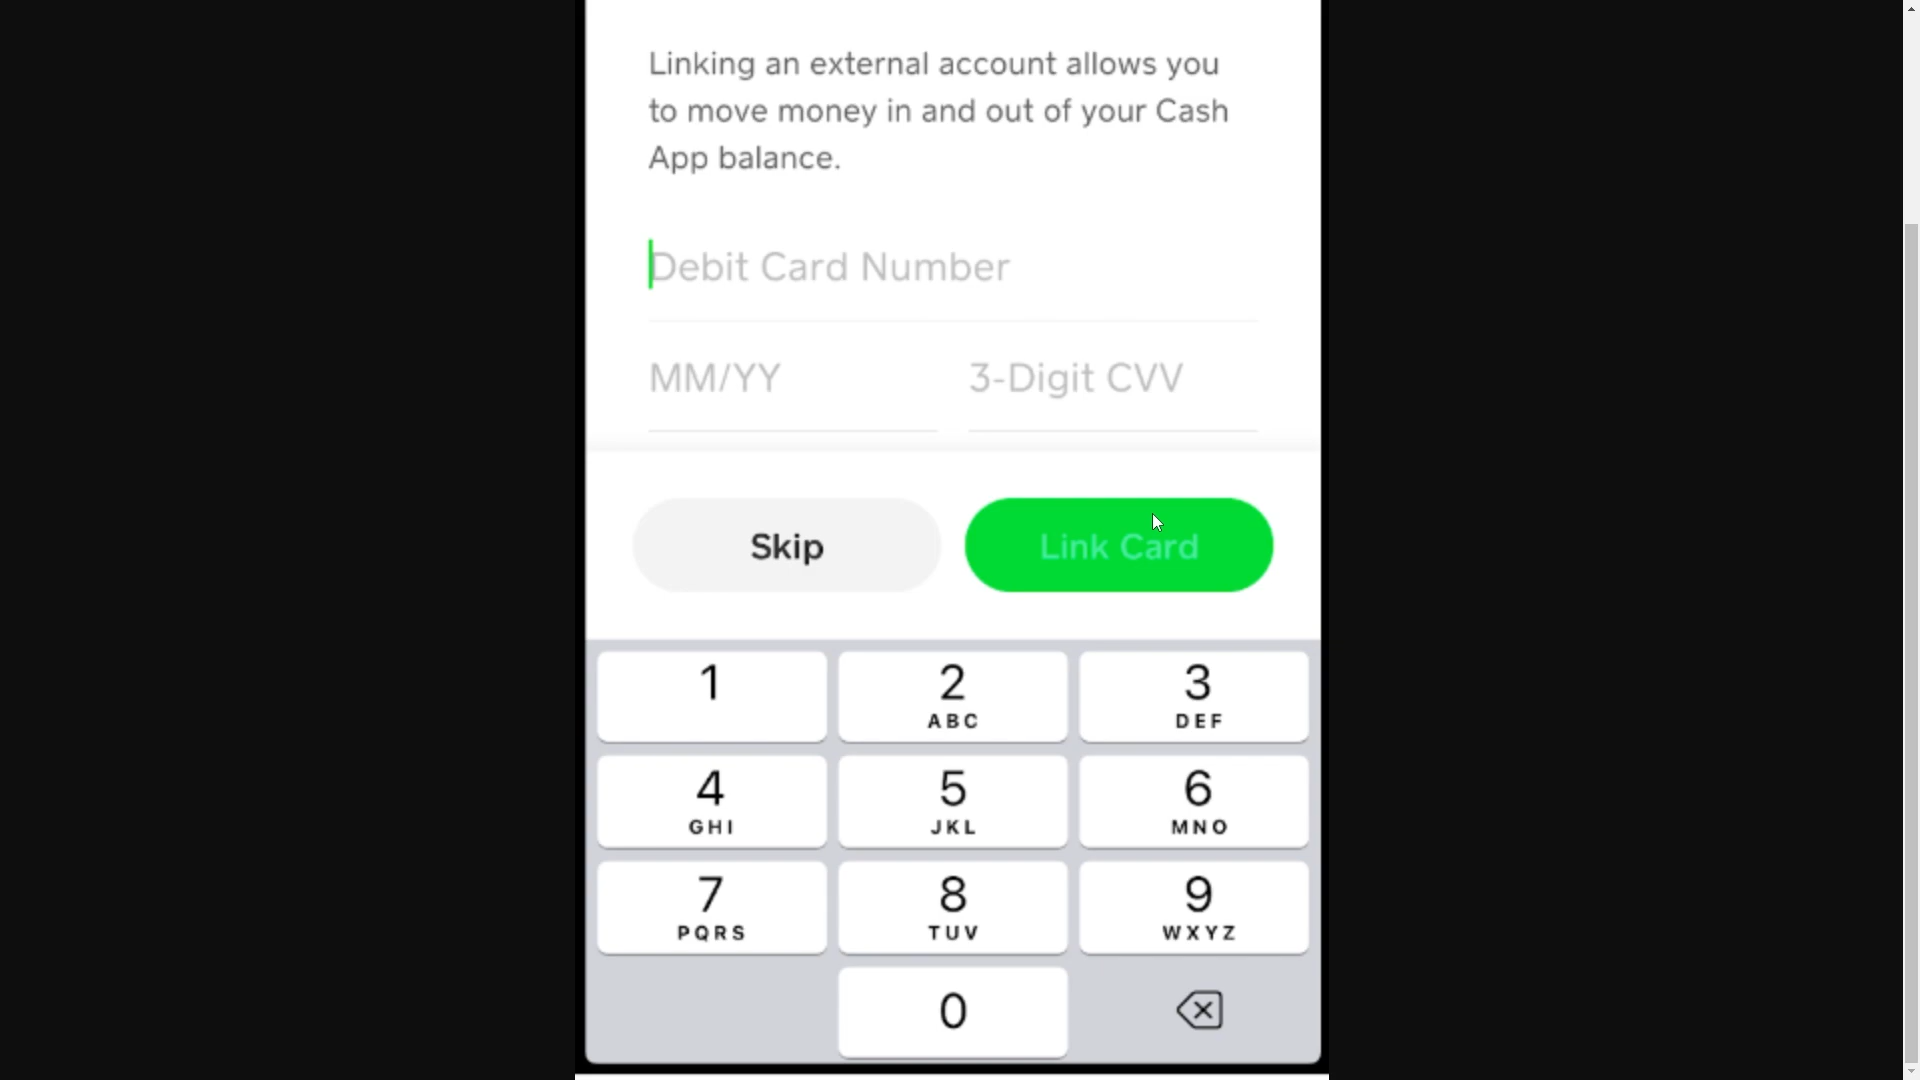 Linking an external account allows you
to move money in and out of your Cash
App balance.
Debit Card Number
MM/YY 3-Digit CVV
Skip Link Card
1 2 3
ABC DEF
4 5 6
GHI JKL MNO
7 8 9
PQRS TUV WXYZ
0